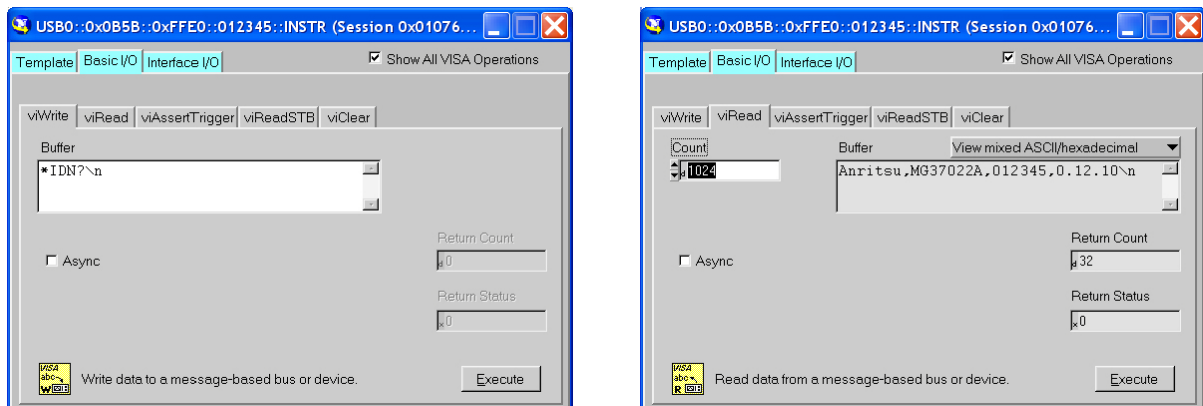 USB0::0x0B5B::0xFFE0::012345::INSTR (Session 0x01076...
Template Basic I/O Interface I/O Show All VISA Operations
viWrite viRead viAssertTrigger viReadSTB viClear
Buffer
*IDN?\n
Return Count
Async
d 0
Return Status
x 0
VISA
abc
W
Write data to a message-based bus or device.
Execute
USB0::0x0B5B::0xFFE0::012345::INSTR (Session 0x01076...
Template Basic I/O Interface I/O Show All VISA Operations
viWrite viRead viAssertTrigger viReadSTB viClear
Count Buffer View mixed ASCII/hexadecimal
d 1024 Anritsu,MG37022A,012345,0.12.10\n
Return Count
Async
d 32
Return Status
x 0
VISA
abc
R
Read data from a message-based bus or device.
Execute